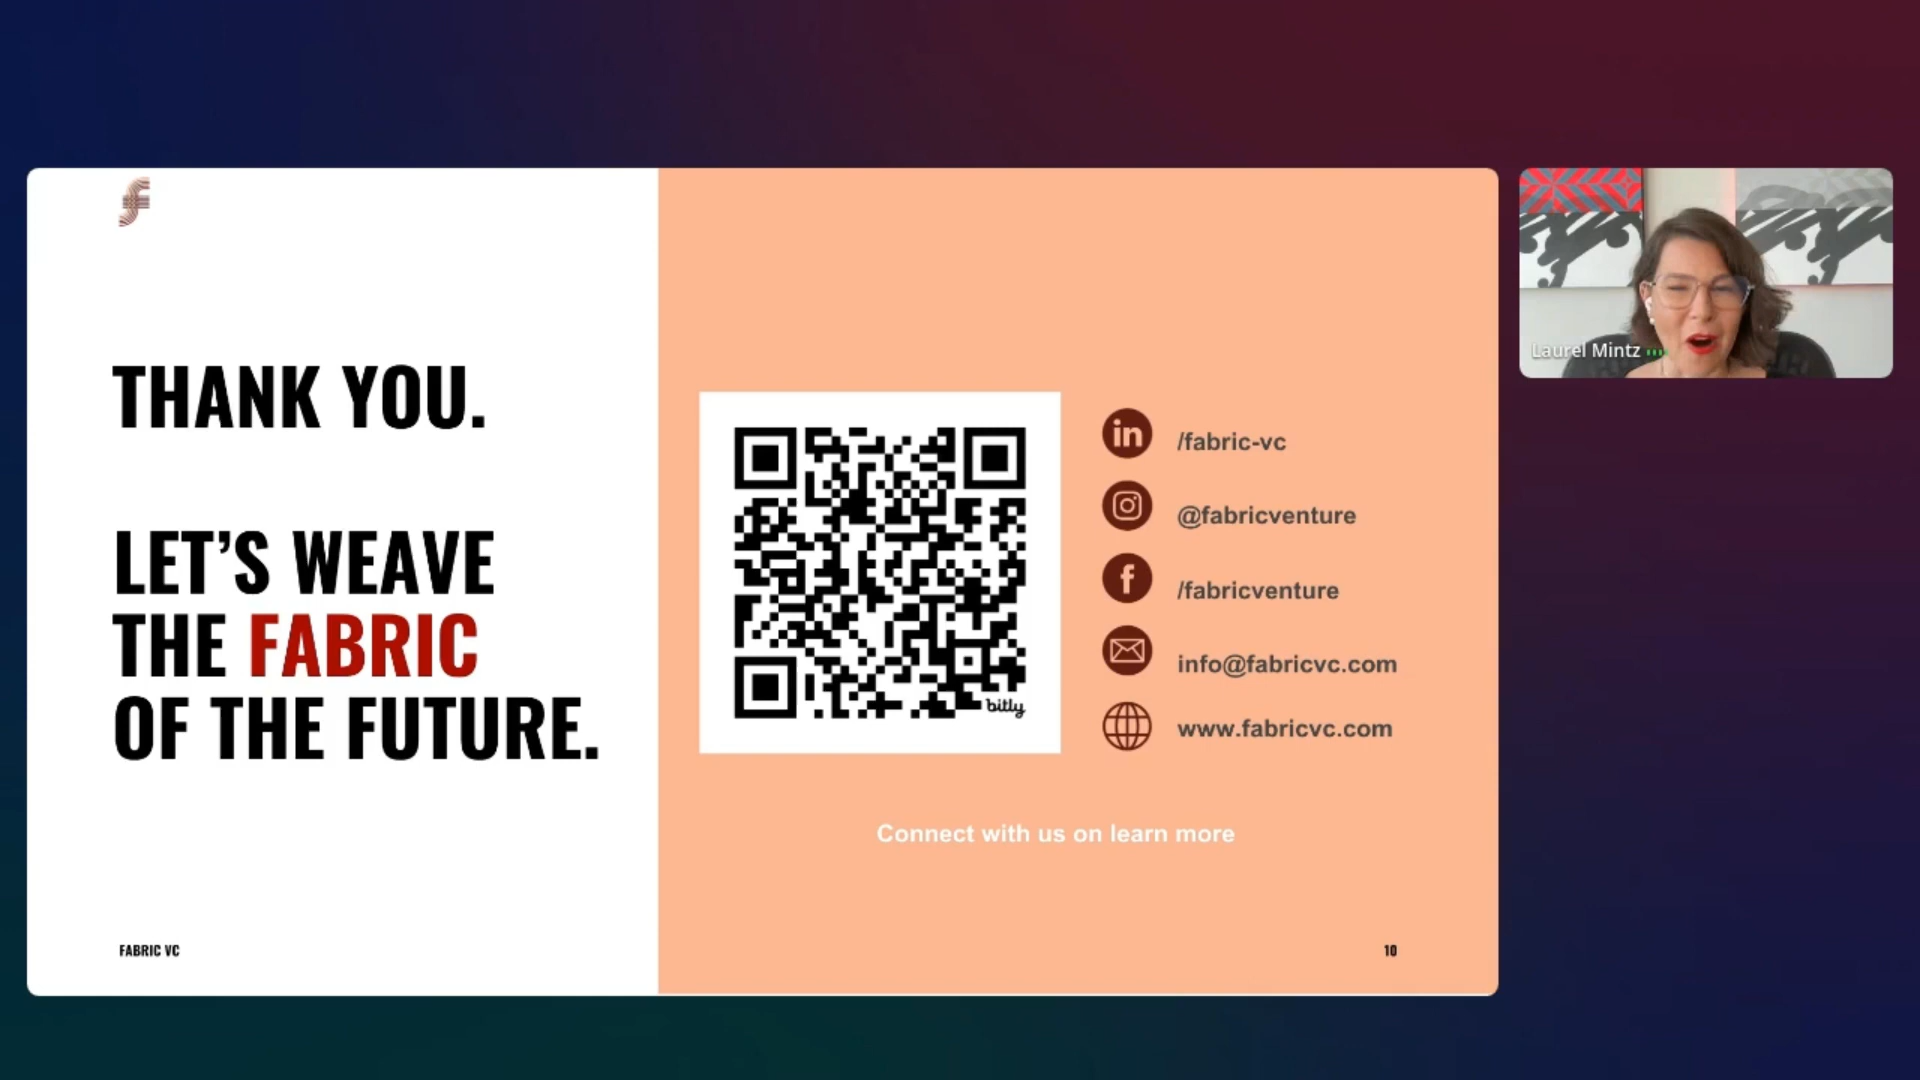 THANK YOU.
LET’S WEAVE
THE FABRIC
OF THE FUTURE.
FABRIC VC
bitly
in /fabric-vc
@fabricventure
f /fabricventure
info@fabricvc.com
www.fabricvc.com
Connect with us on learn more
10
Laurel Mintz